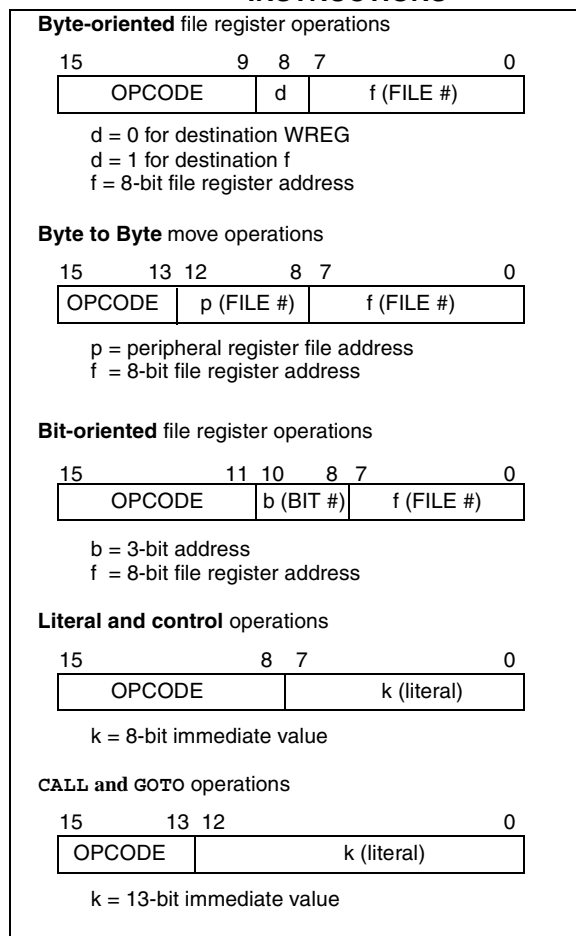 Byte-oriented file register operations
15 9 8 7 0
OPCODE d f (FILE #)
d = 0 for destination WREG
d = 1 for destination f
f = 8-bit file register address
Byte to Byte move operations
15 13 12 8 7 0
OPCODE p (FILE #) f (FILE #)
p = peripheral register file address
f = 8-bit file register address
Bit-oriented file register operations
15 11 10 8 7 0
OPCODE b (BIT #) f (FILE #)
b = 3-bit address
f = 8-bit file register address
Literal and control operations
15 8 7 0
OPCODE k (literal)
k = 8-bit immediate value
CALL and GOTO operations
15 13 12 0
OPCODE k (literal)
k = 13-bit immediate value